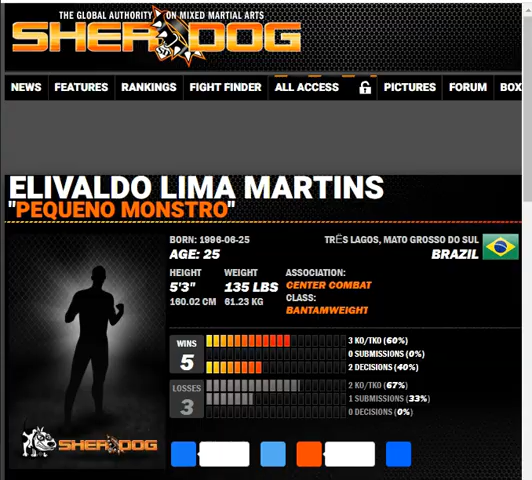 THE GLOBAL AUTHORITY ON MIXED MARTIAL ARTS
SHERDOG
NEWS FEATURES RANKINGS FIGHT FINDER ALL ACCESS PICTURES FORUM BOX
ELIVALDO LIMA MARTINS
"PEQUENO MONSTRO"
BORN: 1996-06-25
AGE: 25
TRÊS LAGOS, MATO GROSSO DO SUL
BRAZIL
HEIGHT
5'3"
160.02 CM
WEIGHT
135 LBS
61.23 KG
ASSOCIATION:
CENTER COMBAT
CLASS:
BANTAMWEIGHT
WINS
5
3 KO/TKO (60%)
0 SUBMISSIONS (0%)
2 DECISIONS (40%)
LOSSES
3
2 KO/TKO (67%)
1 SUBMISSIONS (33%)
0 DECISIONS (0%)
SHERDOG